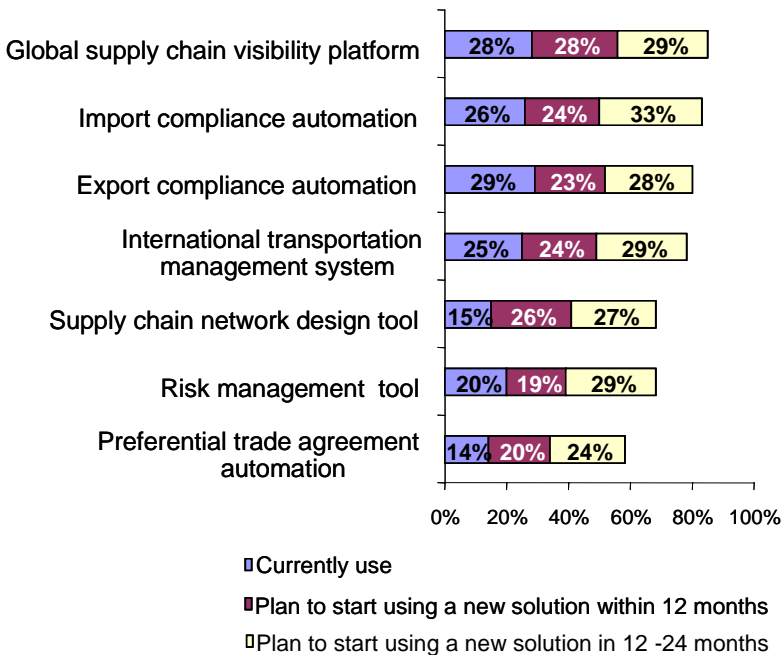 Global supply chain visibility platform 28% 28% 29%
Import compliance automation 26% 24% 33%
Export compliance automation 29% 23% 28%
International transportation
management system 25% 24% 29%
Supply chain network design tool 15% 26% 27%
Risk management tool 20% 19% 29%
Preferential trade agreement
automation 14% 20% 24%
0% 20% 40% 60% 80% 100%
Currently use
Plan to start using a new solution within 12 months
Plan to start using a new solution in 12 -24 months